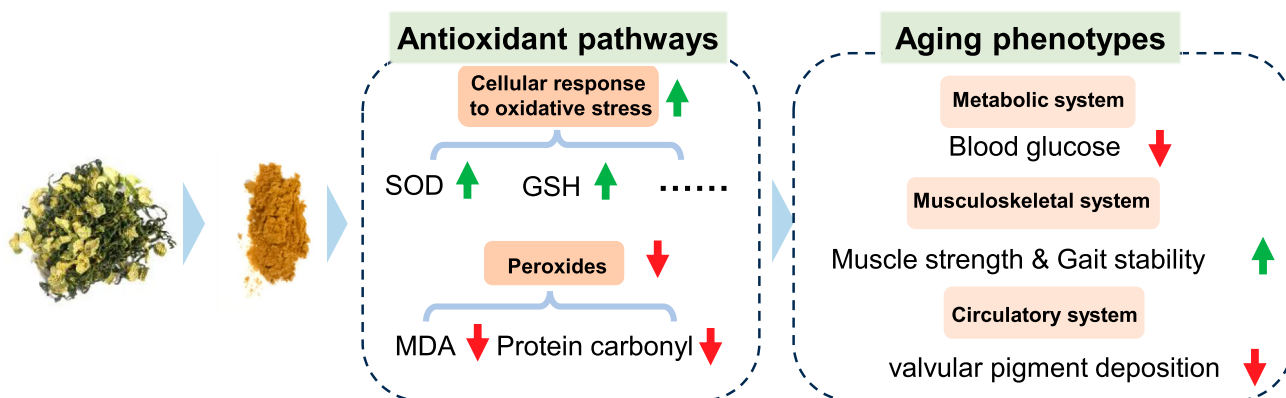 Antioxidant pathways
Cellular response
to oxidative stress
SOD GSH ......
Peroxides
MDA Protein carbonyl
Aging phenotypes
Metabolic system
Blood glucose
Musculoskeletal system
Muscle strength & Gait stability
Circulatory system
valvular pigment deposition